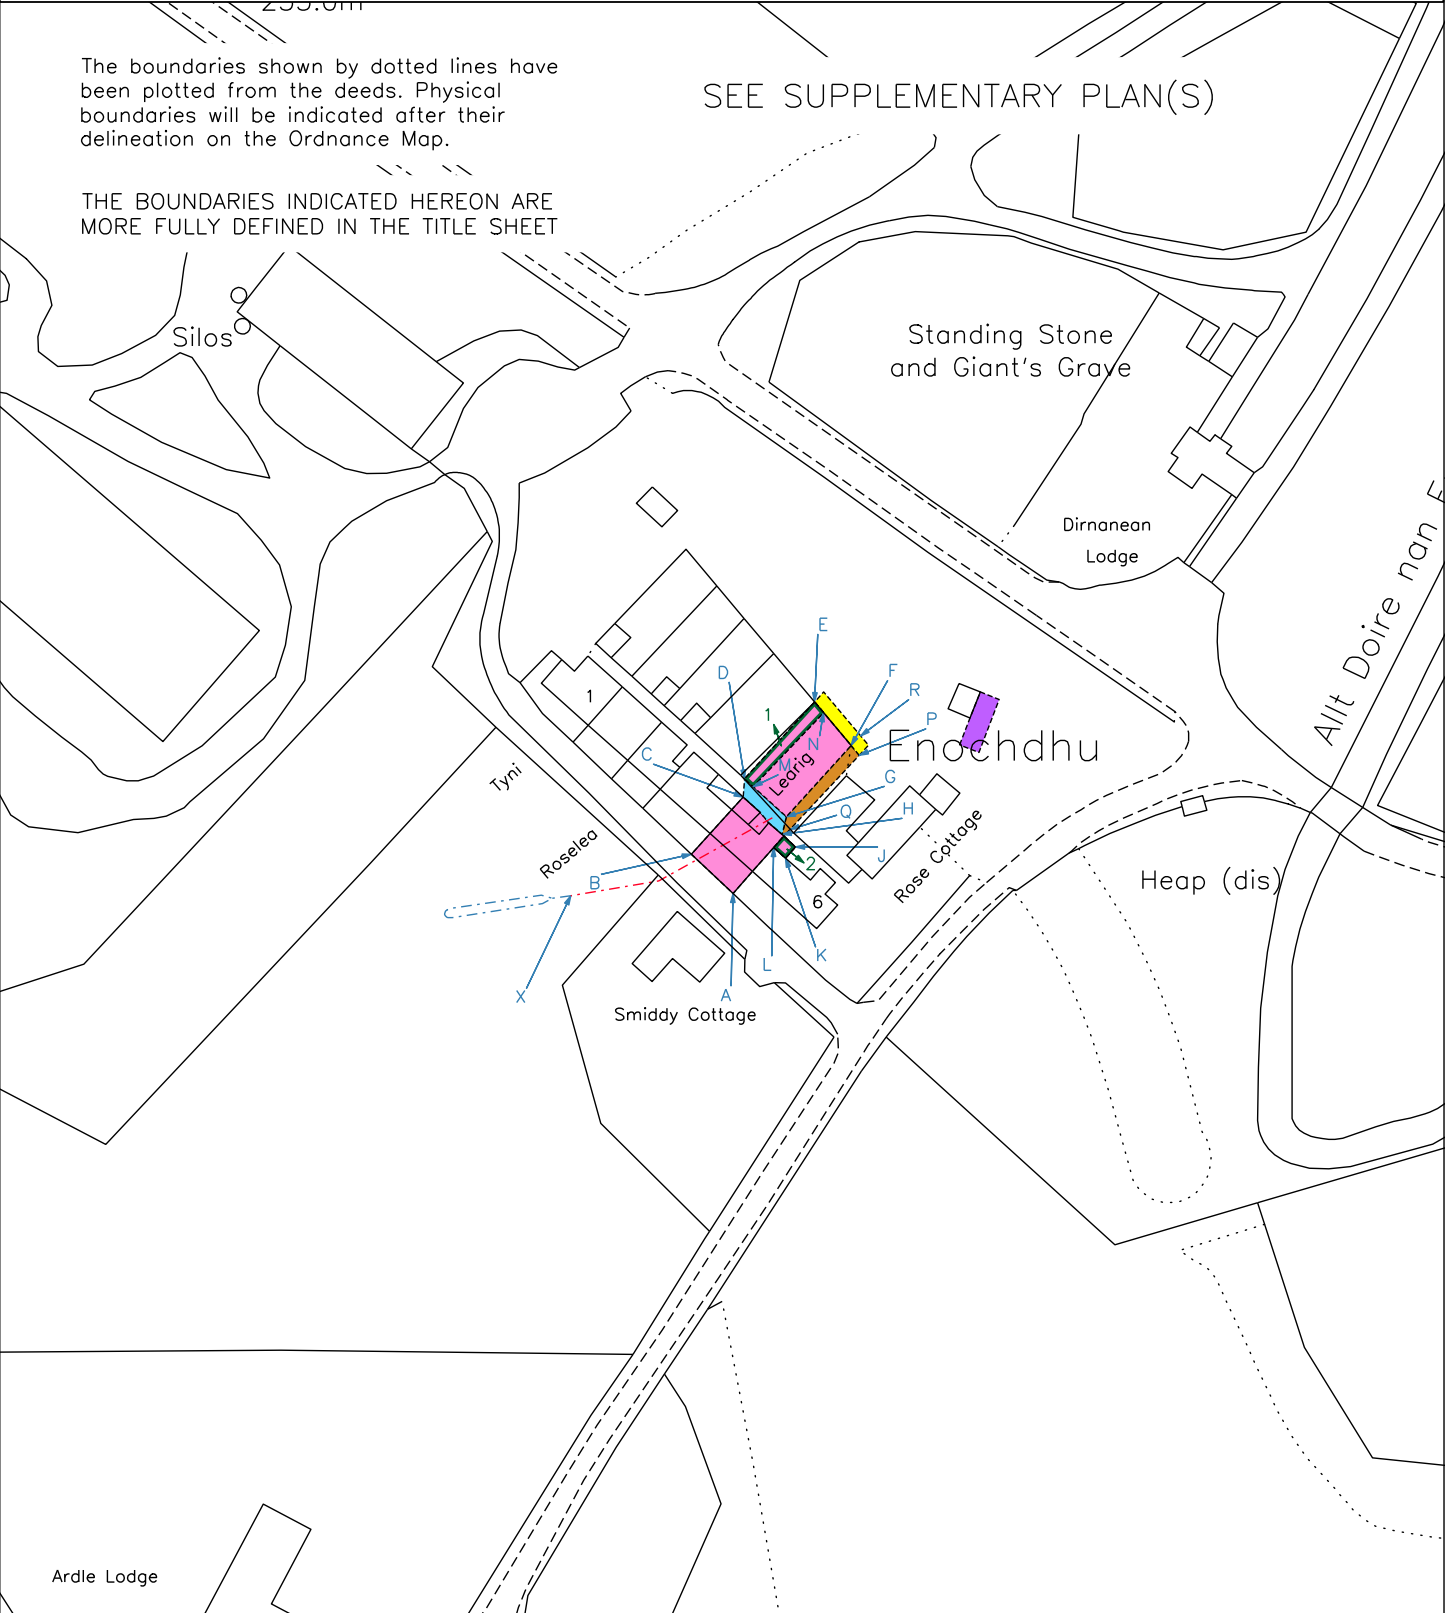 The boundaries shown by dotted lines have
been plotted from the deeds. Physical
boundaries will be indicated after their
delineation on the Ordnance Map.
SEE SUPPLEMENTARY PLAN(S)
THE BOUNDARIES INDICATED HEREON ARE
MORE FULLY DEFINED IN THE TITLE SHEET
Silos
Standing Stone
and Giant's Grave
Dirnanean
Lodge
Allt Doire nan
E
D
F
R
1
1
P
N
Enochdhu
C
M
Learig
Tyni
G
Q
H
Roselea
J
Rose Cottage
2
B
Heap (dis)
6
K
L
X
A
Smiddy Cottage
Ardle Lodge